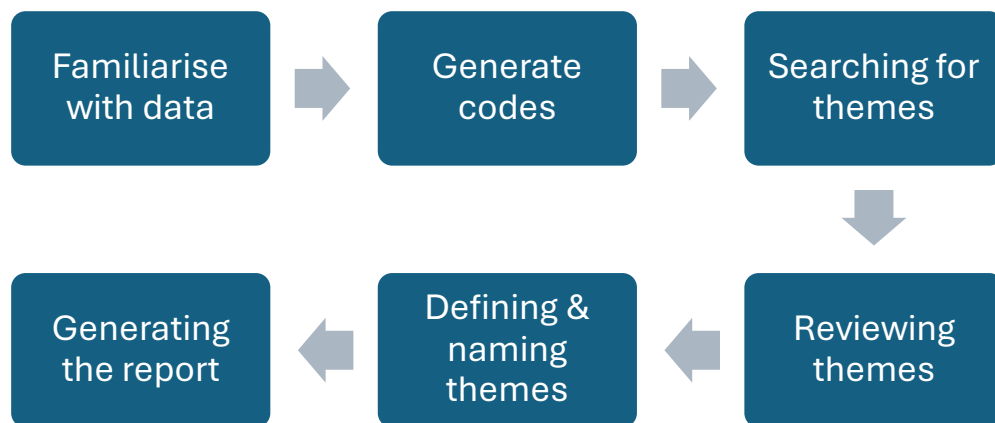 Familiarise
with data
Generate
codes
Searching for
themes
Reviewing
themes
Defining &
naming
themes
Generating
the report